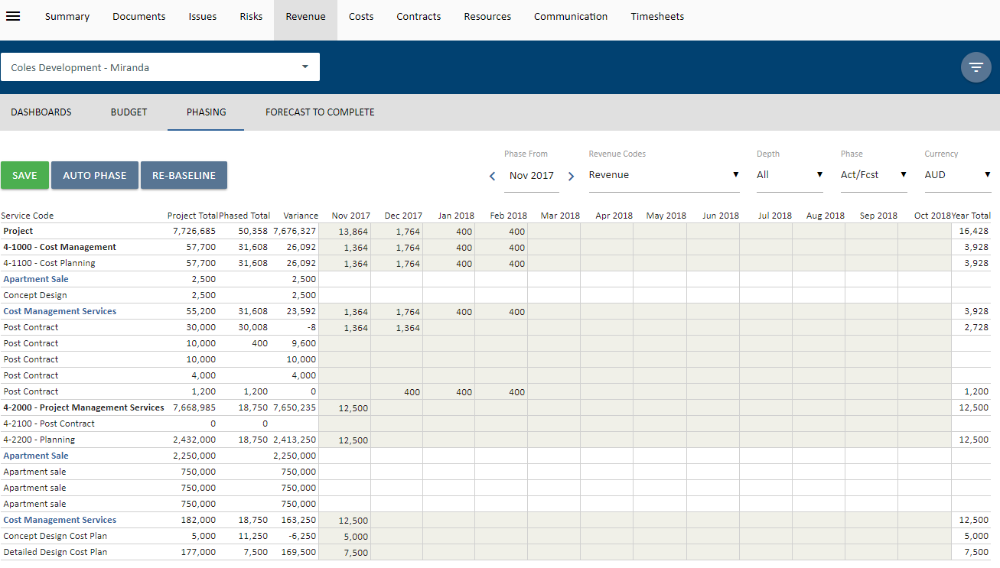 Summary Documents Issues Risks Revenue Costs Contracts Resources Communication Timesheets
Coles Development - Miranda
DASHBOARDS BUDGET PHASING FORECAST TO COMPLETE
Phase From Revenue Codes Depth Phase Currency
SAVE AUTO PHASE RE-BASELINE Nov 2017 Revenue All Act/Fcst AUD
Service Code Project Total Phased Total Variance Nov 2017 Dec 2017 Jan 2018 Feb 2018 Mar 2018 Apr 2018 May 2018 Jun 2018 Jul 2018 Aug 2018 Sep 2018 Oct 2018 Year Total
Project 7,726,685 50,358 7,676,327 13,864 1,764 400 400 16,428
4-1000 - Cost Management 57,700 31,608 26,092 1,364 1,764 400 400 3,928
4-1100 - Cost Planning 57,700 31,608 26,092 1,364 1,764 400 400 3,928
Apartment Sale 2,500 2,500
Concept Design 2,500 2,500
Cost Management Services 55,200 31,608 23,592 1,364 1,764 400 400 3,928
Post Contract 30,000 30,008 -8 1,364 1,364 2,728
Post Contract 10,000 400 9,600
Post Contract 10,000 10,000
Post Contract 4,000 4,000
Post Contract 1,200 1,200 0 400 400 400 1,200
4-2000 - Project Management Services 7,668,985 18,750 7,650,235 12,500 12,500
4-2100 - Post Contract 0 0
4-2200 - Planning 2,432,000 18,750 2,413,250 12,500 12,500
Apartment Sale 2,250,000 2,250,000
Apartment sale 750,000 750,000
Apartment sale 750,000 750,000
Apartment sale 750,000 750,000
Cost Management Services 182,000 18,750 163,250 12,500 12,500
Concept Design Cost Plan 5,000 11,250 -6,250 5,000 5,000
Detailed Design Cost Plan 177,000 7,500 169,500 7,500 7,500